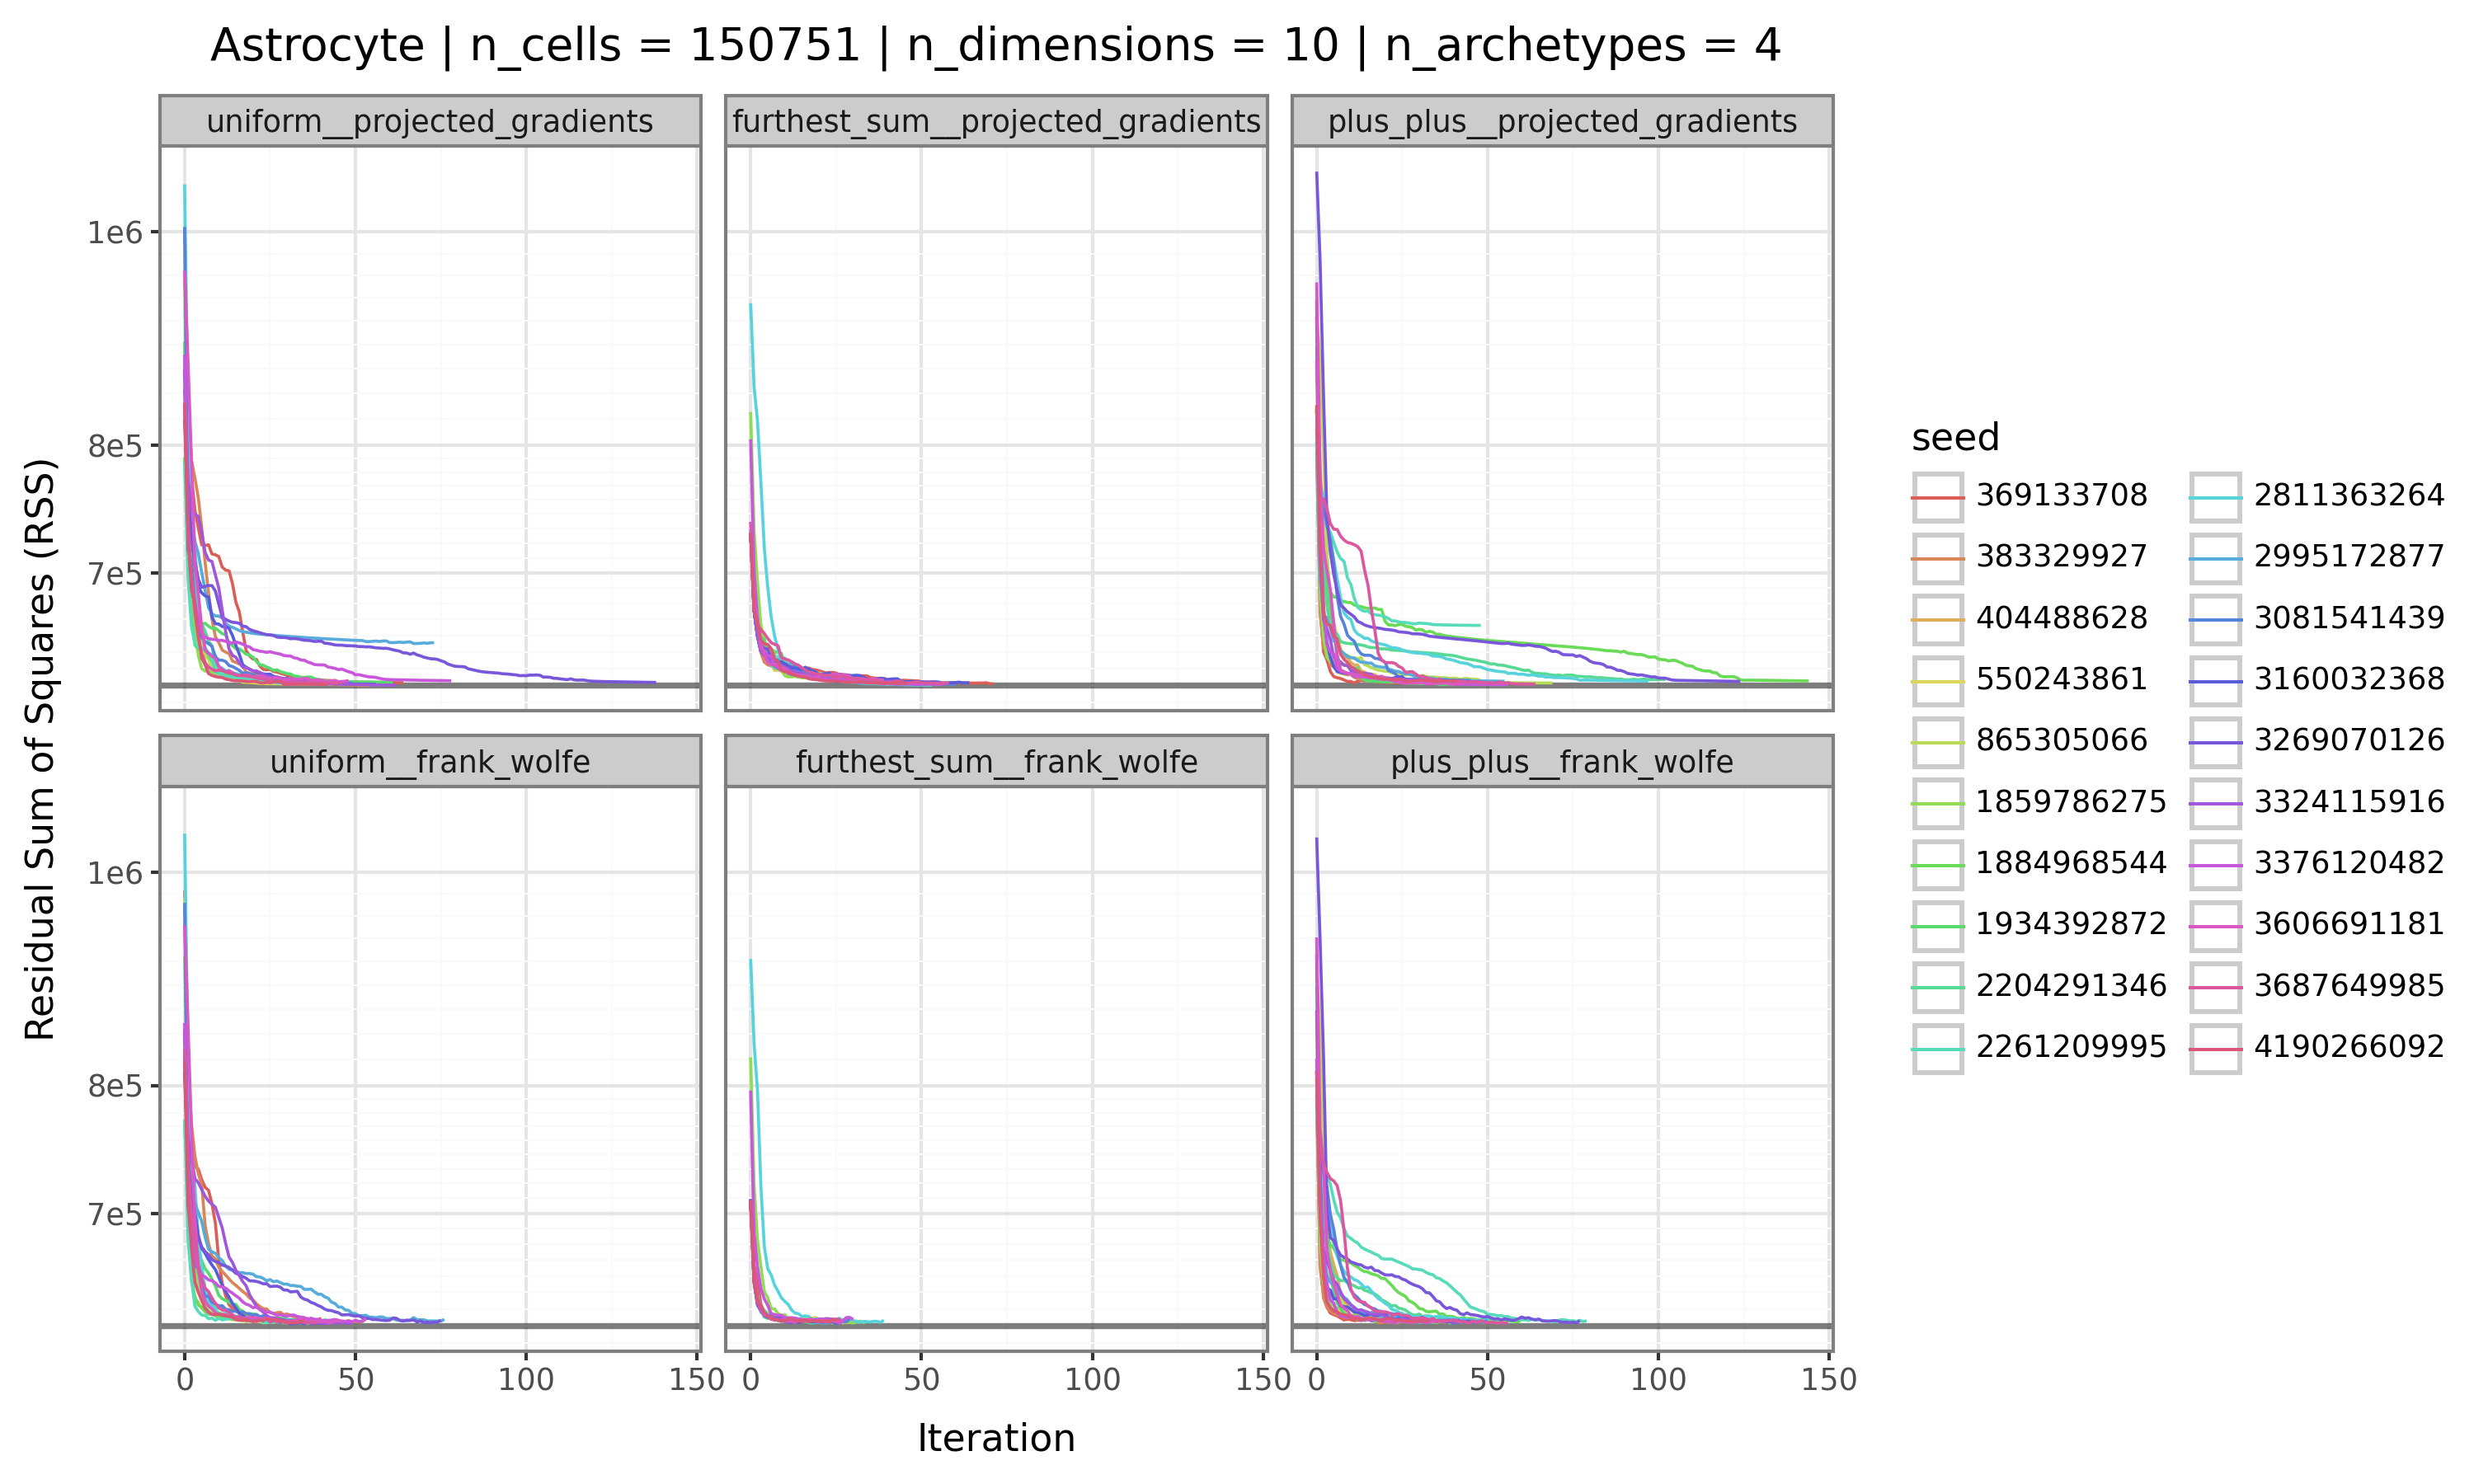 Astrocyte | n_cells = 150751 | n_dimensions = 10 | n_archetypes = 4
uniform__projected_gradients
furthest_sum__projected_gradients
plus_plus__projected_gradients
1e6
8e5
7e5
uniform__frank_wolfe
furthest_sum__frank_wolfe
plus_plus__frank_wolfe
1e6
8e5
7e5
0 50 100 150
0 50 100 150
0 50 100 150
Iteration
Residual Sum of Squares (RSS)
seed
369133708
383329927
404488628
550243861
865305066
1859786275
1884968544
1934392872
2204291346
2261209995
2811363264
2995172877
3081541439
3160032368
3269070126
3324115916
3376120482
3606691181
3687649985
4190266092